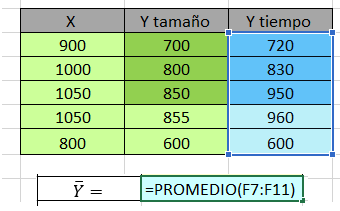 X Y tamaño Y tiempo
900 700 720
1000 800 830
1050 850 950
1050 855 960
800 600 600
Ȳ = =PROMEDIO(F7:F11)